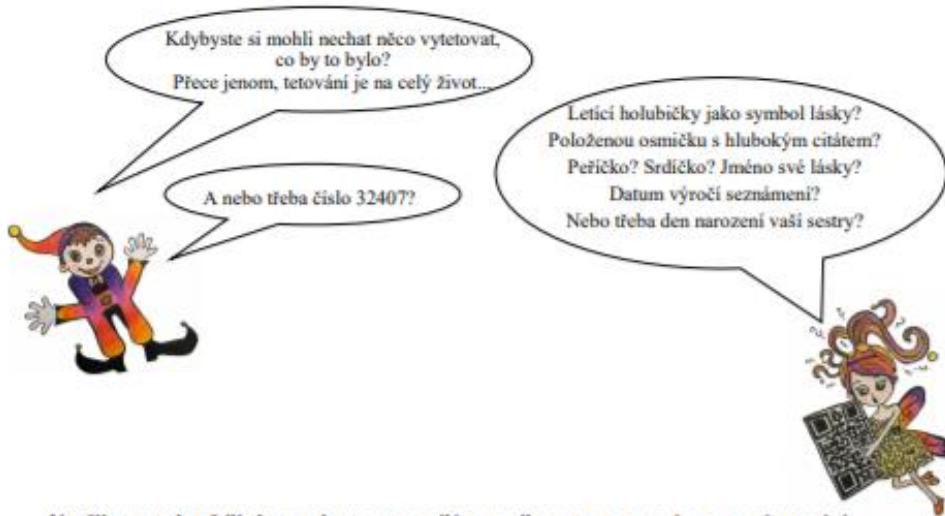 Kdybyste si mohli nechat něco vytetovat,
co by to bylo?
Přece jenom, tetování je na celý život...
A nebo třeba číslo 32407?
Letící holubičky jako symbol lásky?
Položenou osmičku s hlubokým citátem?
Peříčko? Srdíčko? Jméno své lásky?
Datum výročí seznámení?
Nebo třeba den narození vaší sestry?